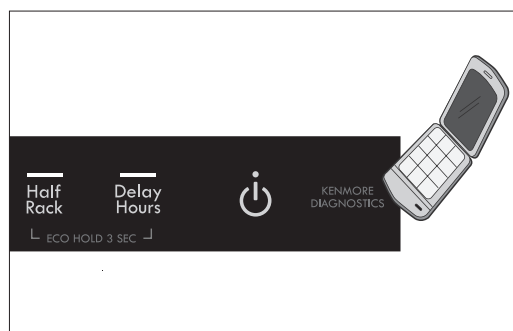 Half
Rack
Delay
Hours
ECO HOLD 3 SEC
KENMORE
DIAGNOSTICS